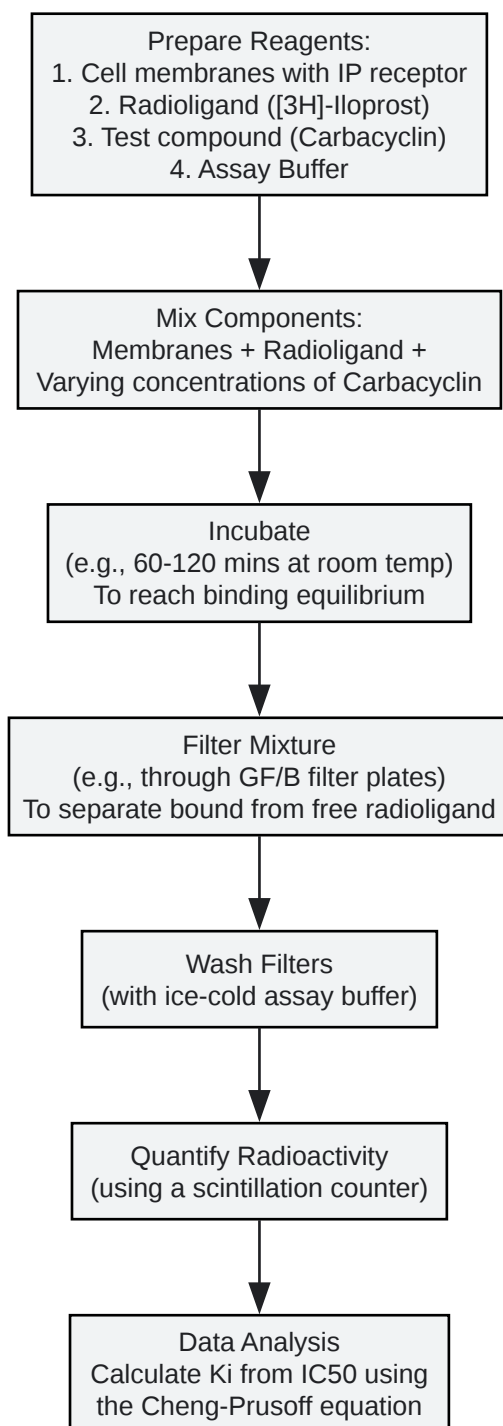 Prepare Reagents:
1. Cell membranes with IP receptor
2. Radioligand ([3H]-Iloprost)
3. Test compound (Carbacyclin)
4. Assay Buffer
Mix Components:
Membranes + Radioligand +
Varying concentrations of Carbacyclin
Incubate
(e.g., 60-120 mins at room temp)
To reach binding equilibrium
Filter Mixture
(e.g., through GF/B filter plates)
To separate bound from free radioligand
Wash Filters
(with ice-cold assay buffer)
Quantify Radioactivity
(using a scintillation counter)
Data Analysis
Calculate Ki from IC50 using
the Cheng-Prusoff equation